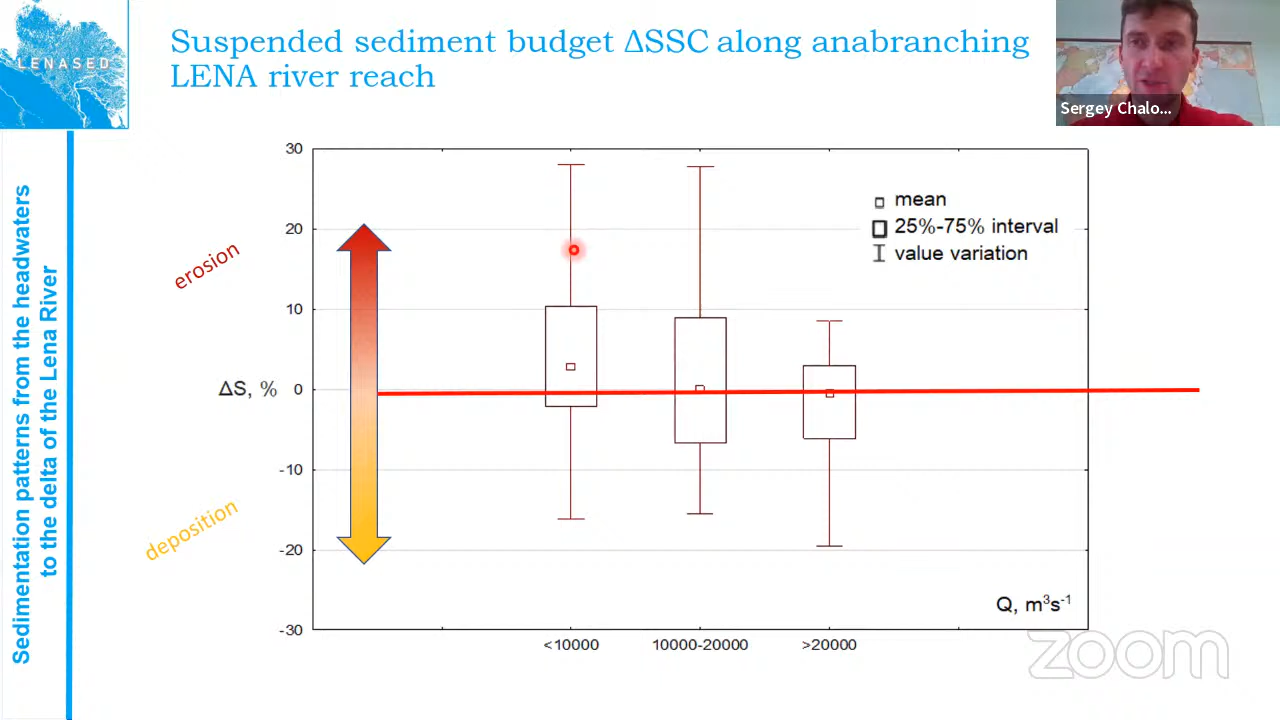 LENASED
Suspended sediment budget ΔSSC along anabranching
LENA river reach
Sergey Chalo...
Sedimentation patterns from the headwaters
to the delta of the Lena River
erosion
deposition
ΔS, %
30
20
10
0
-10
-20
-30
mean
25%-75% interval
value variation
Q, m³s⁻¹
<10000
10000-20000
>20000
zoom